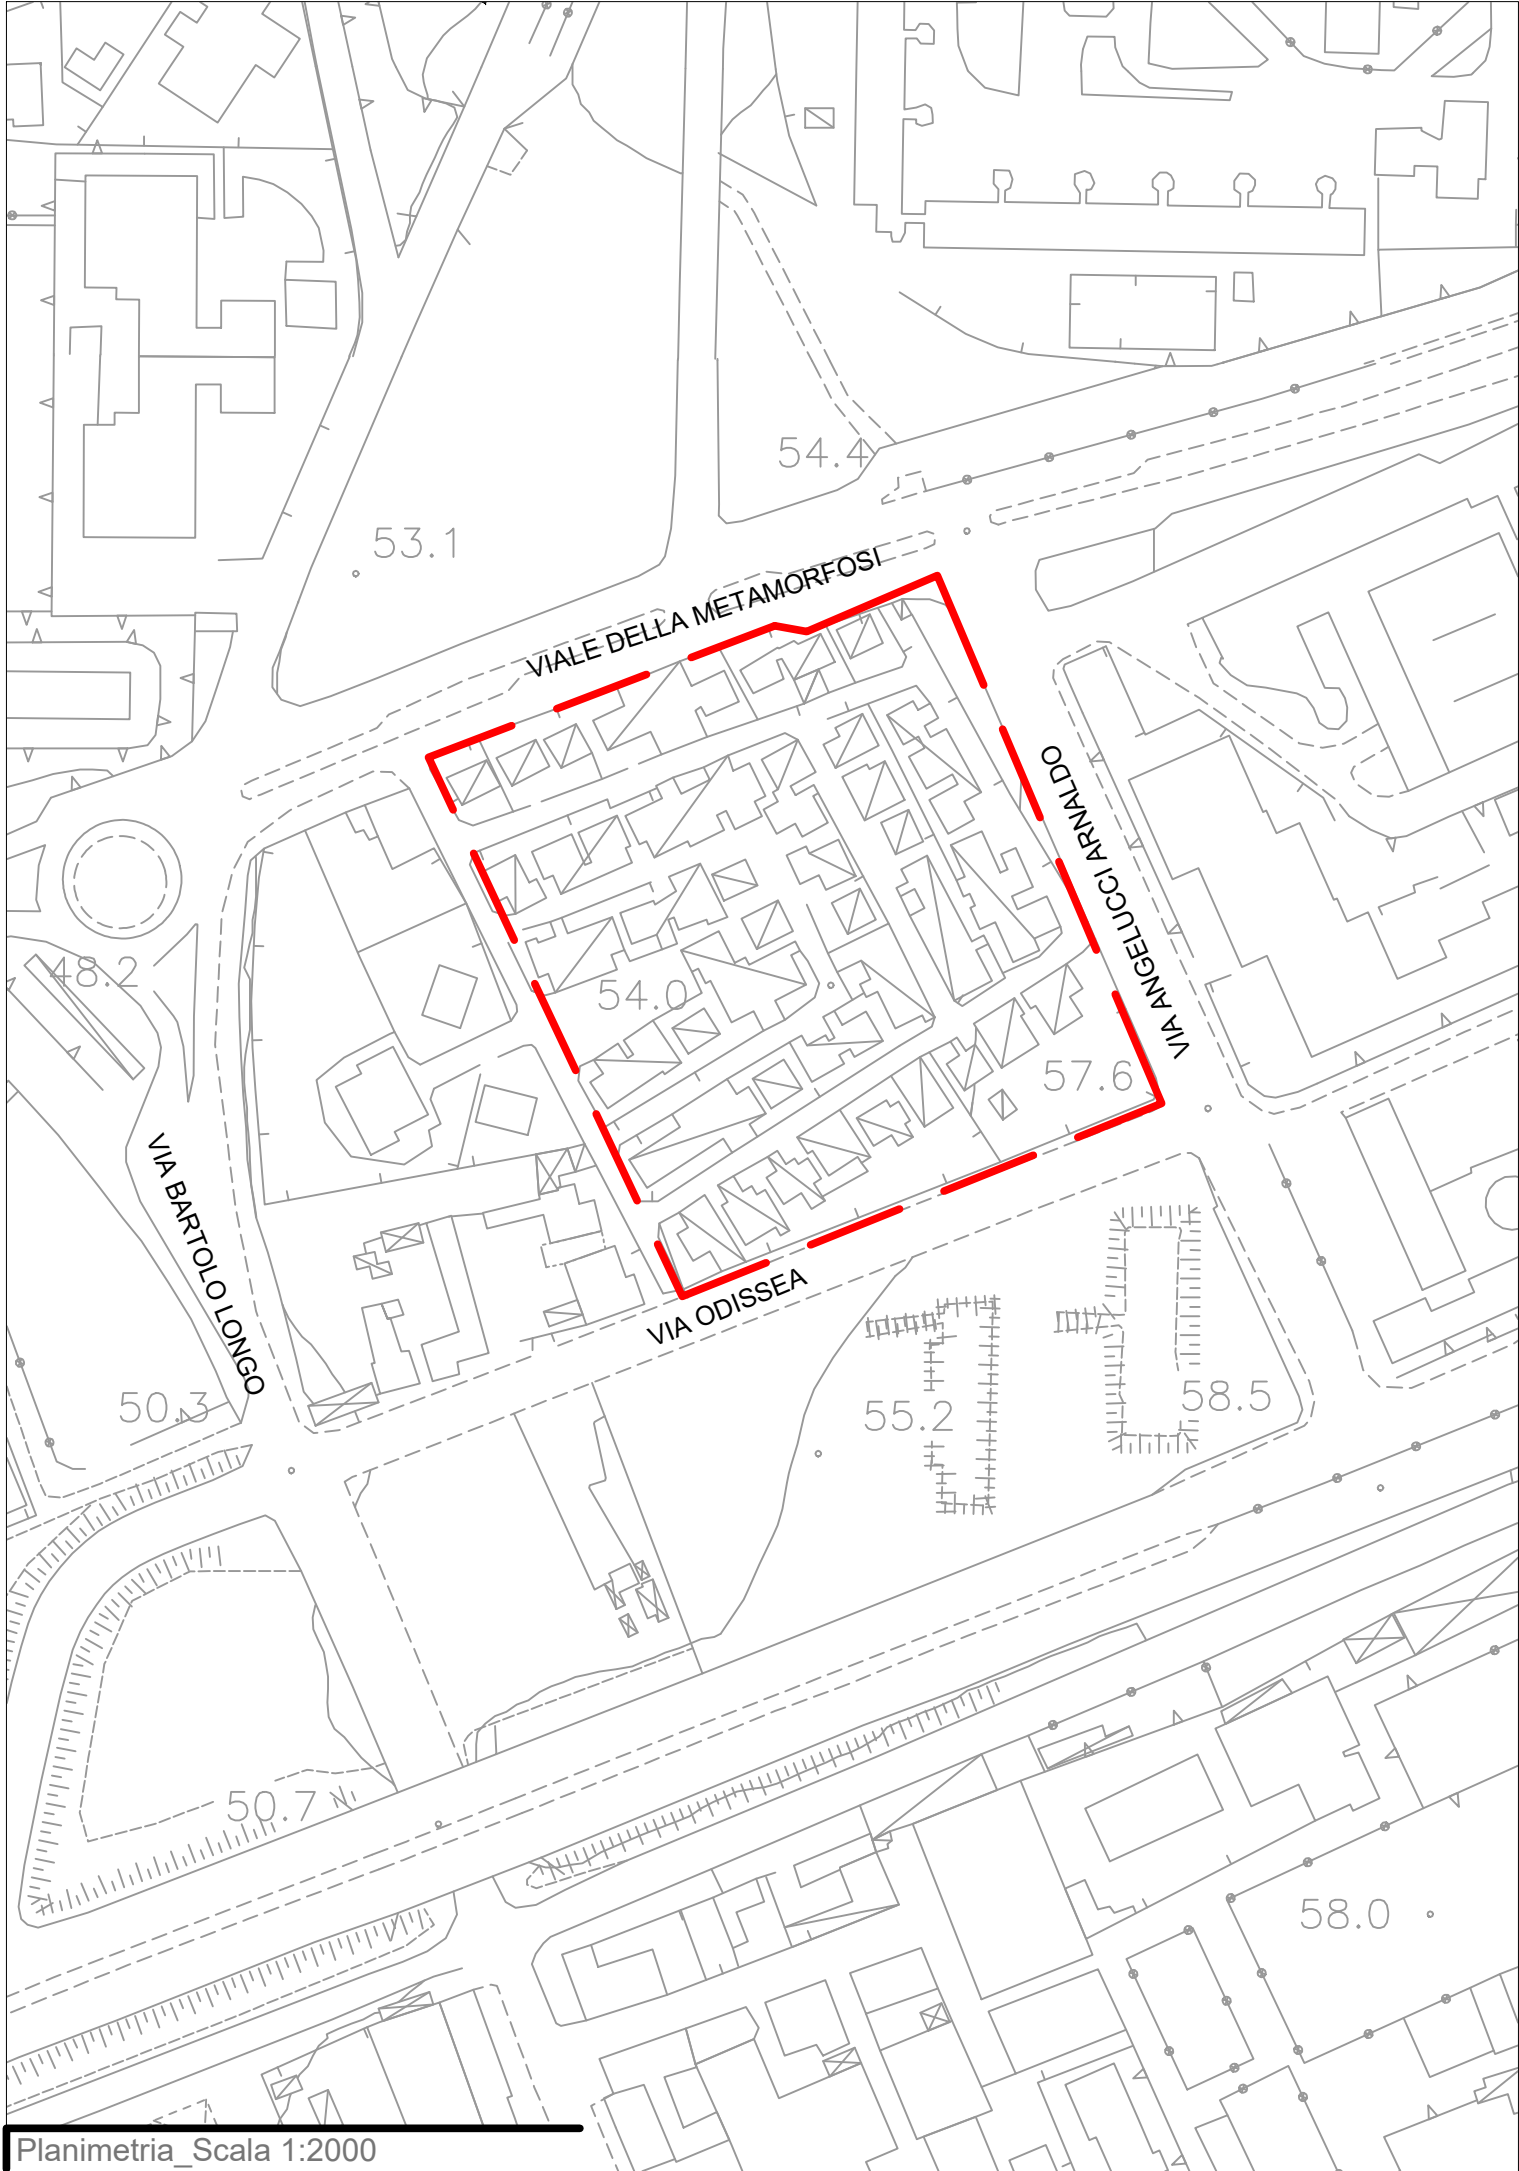 54.4
53.1
VIALE DELLA METAMORFOSI
VIA ANGELUCCI ARNALDO
48.2
54.0
57.6
VIA BARTOLO LONGO
VIA ODISSEA
50.3
55.2
58.5
50.7
58.0
Planimetria_Scala 1:2000